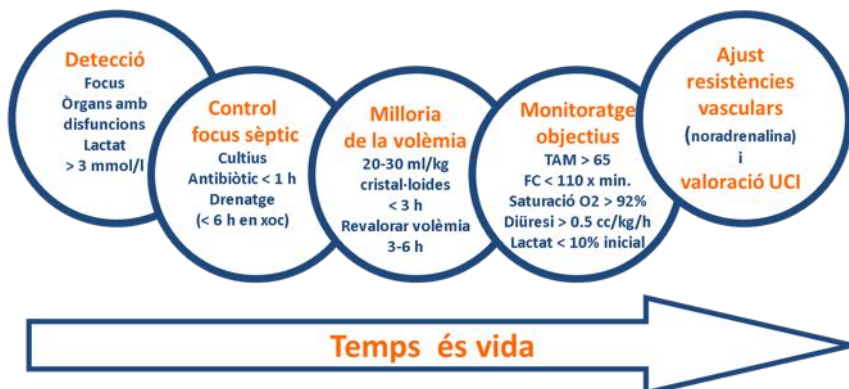 Detecció
Focus
Òrgans amb
disfuncions
Lactat
> 3 mmol/l
Control
focus sèptic
Cultius
Antibiòtic < 1 h
Drenatge
(< 6 h en xoc)
Milloria
de la volèmia
20-30 ml/kg
cristal·loides
< 3 h
Revalorar volèmia
3-6 h
Monitoratge
objectius
TAM > 65
FC < 110 x min.
Saturació O2 > 92%
Diüresi > 0.5 cc/kg/h
Lactat < 10% inicial
Ajust
resistències
vasculars
(noradrenalina)
i
valoració UCI
Temps és vida